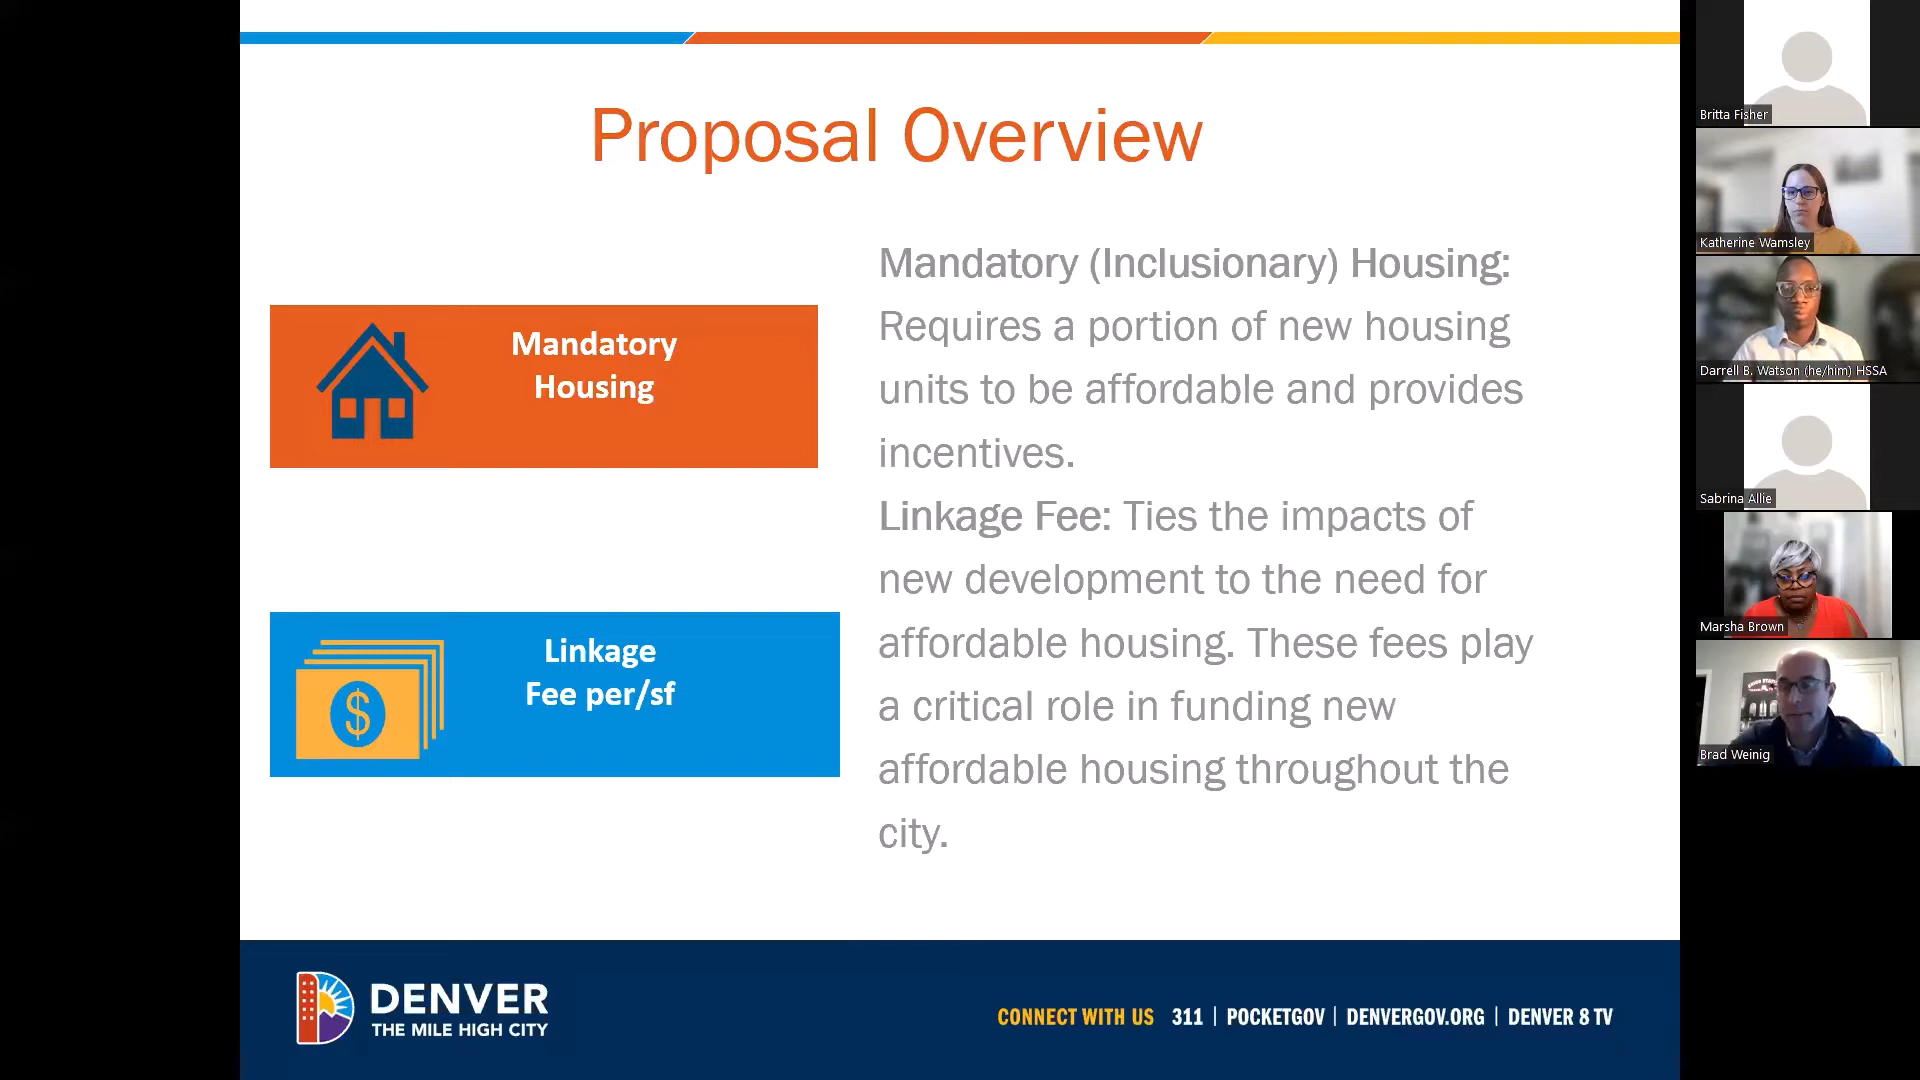 Proposal Overview
Mandatory
Housing
Linkage
Fee per/sf
Mandatory (Inclusionary) Housing:
Requires a portion of new housing
units to be affordable and provides
incentives.
Linkage Fee: Ties the impacts of
new development to the need for
affordable housing. These fees play
a critical role in funding new
affordable housing throughout the
city.
$
DENVER
THE MILE HIGH CITY
CONNECT WITH US 311 | POCKETGOV | DENVERGOV.ORG | DENVER 8 TV
Britta Fisher
Katherine Wamsley
Darrell B. Watson (he/him) HSSA
Sabrina Allie
Marsha Brown
Brad Weinig